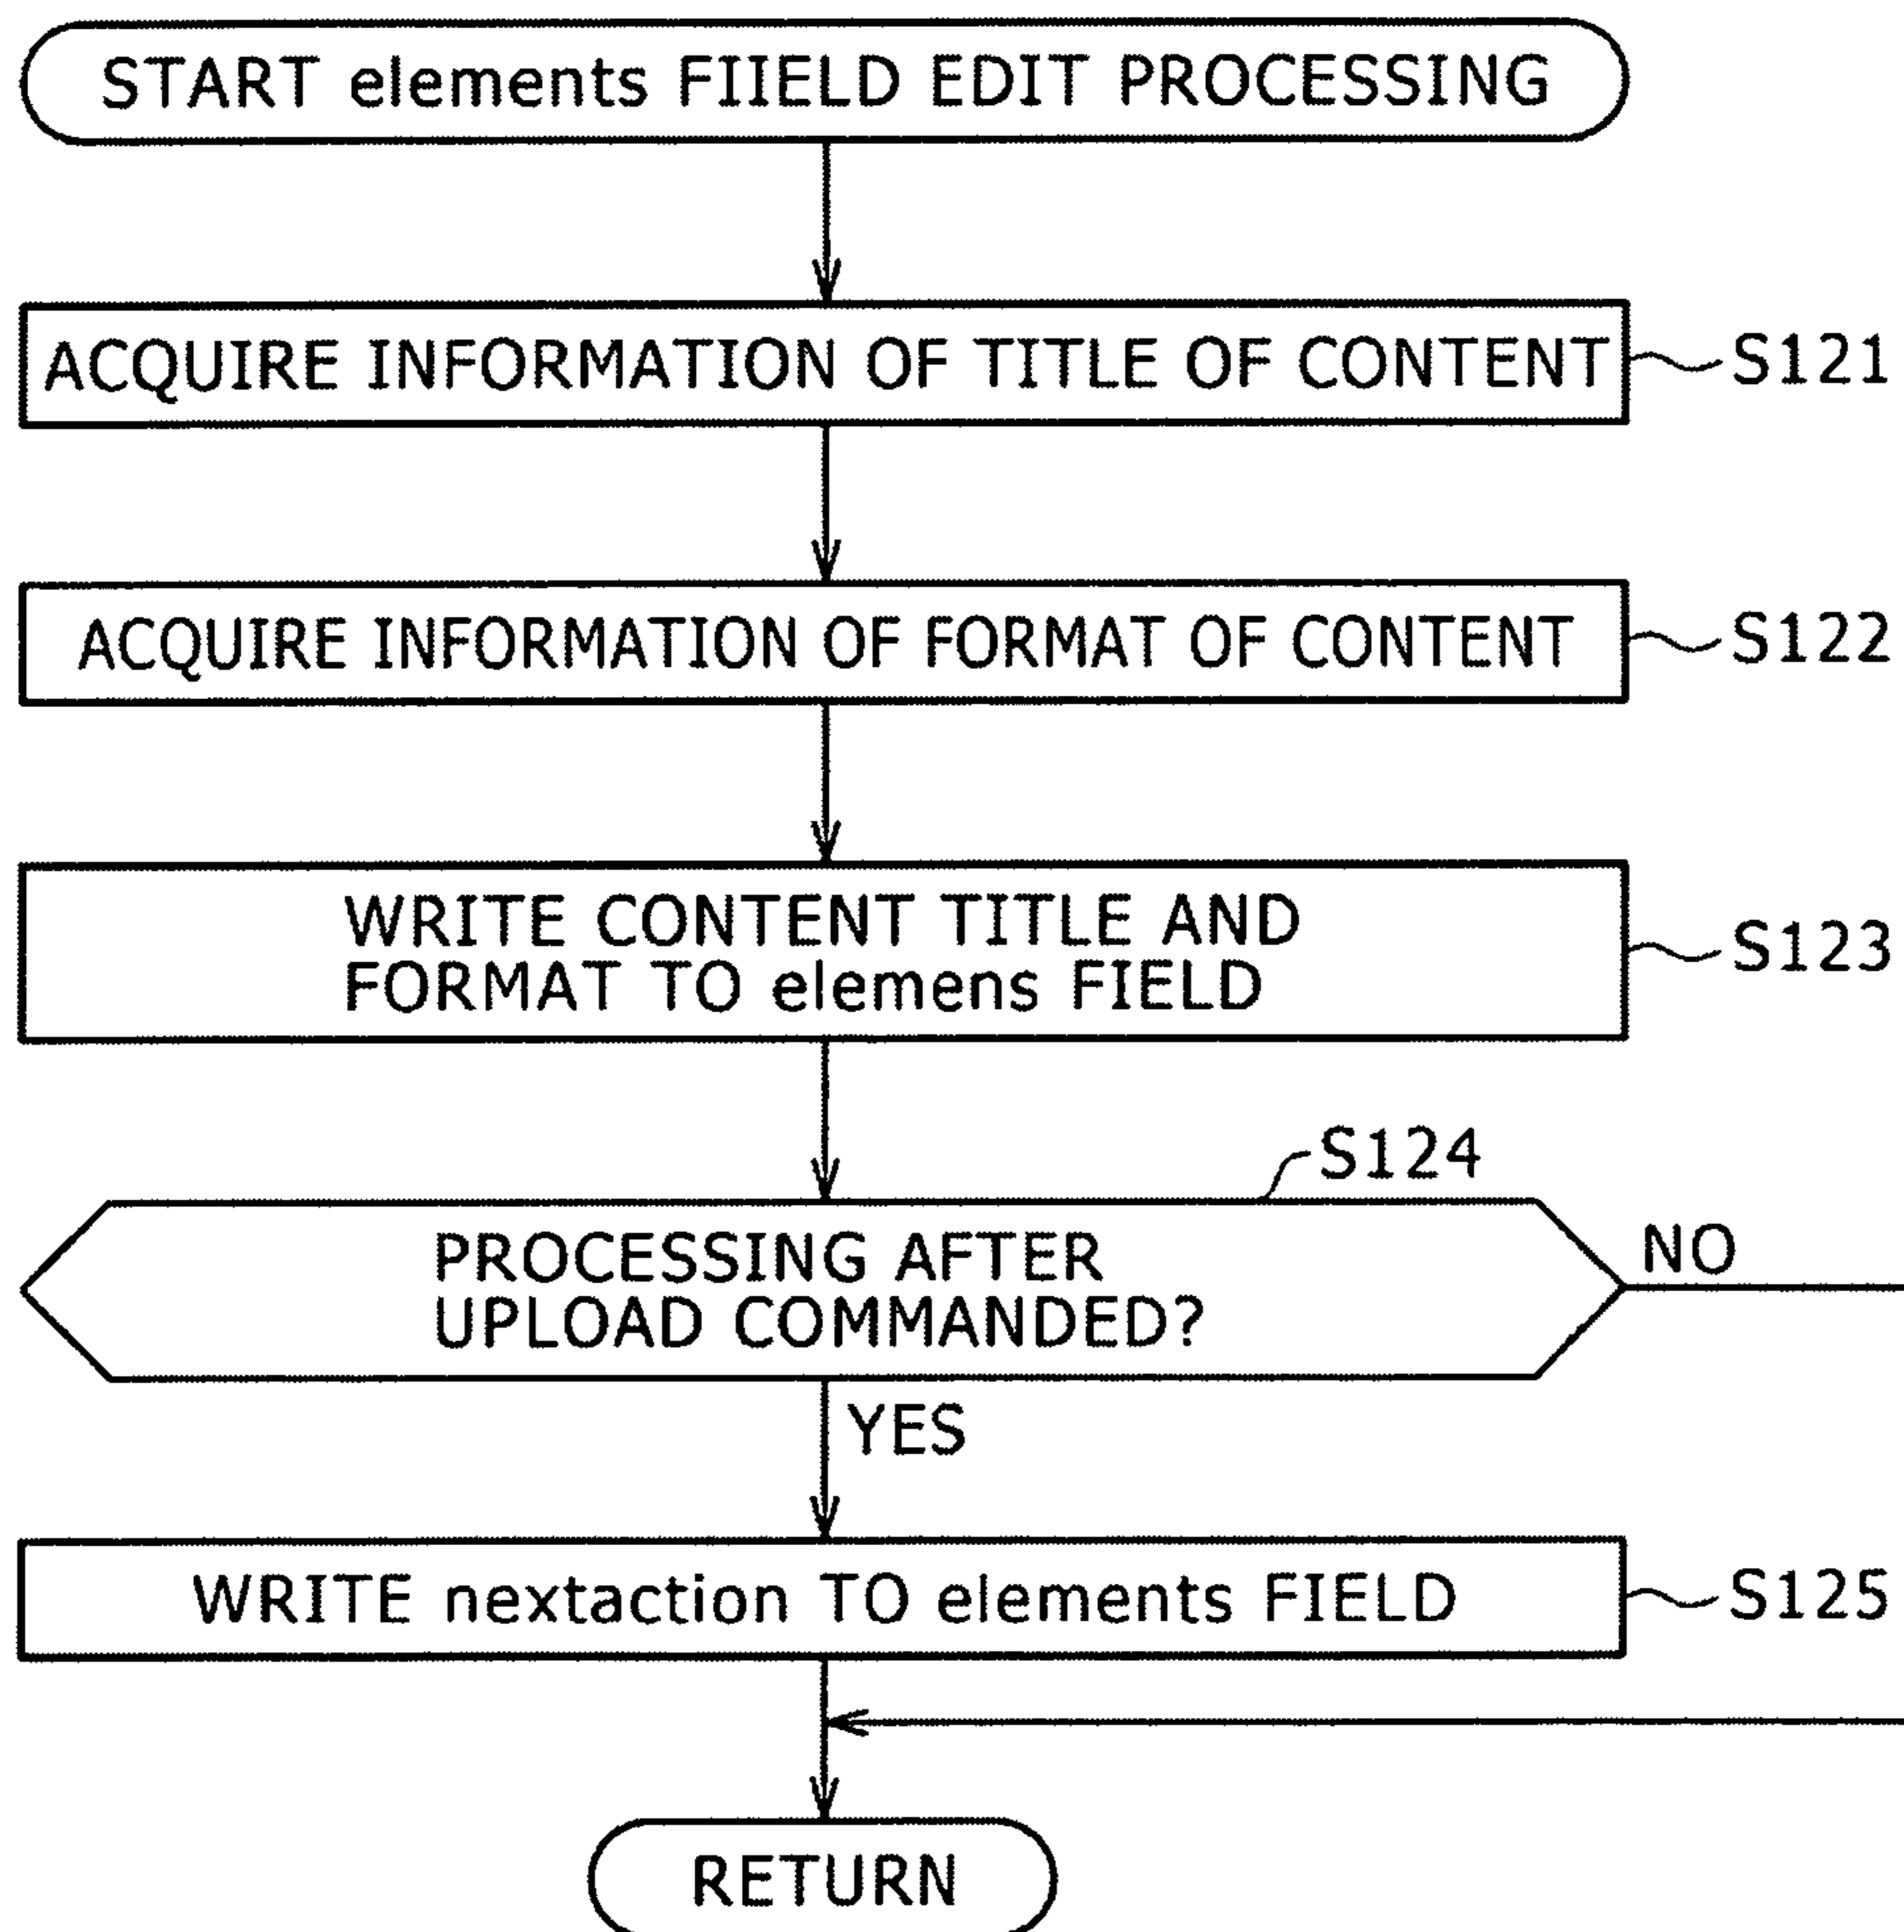 START elements FIIELD EDIT PROCESSING
ACQUIRE INFORMATION OF TITLE OF CONTENT
S121
ACQUIRE INFORMATION OF FORMAT OF CONTENT
S122
WRITE CONTENT TITLE AND
FORMAT TO elemens FIELD
S123
S124
PROCESSING AFTER
UPLOAD COMMANDED?
NO
YES
WRITE nextaction TO elements FIELD
S125
RETURN